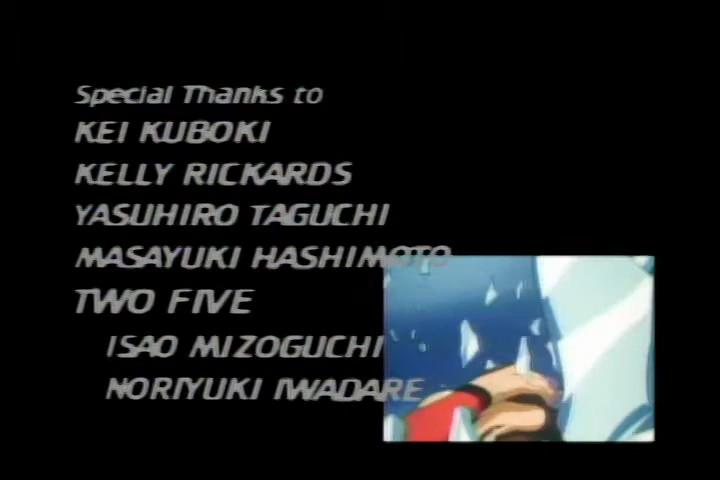 Special Thanks to
KEI KUBOKI
KELLY RICKARDS
YASUHIRO TAGUCHI
MASAYUKI HASHIMOTO
TWO FIVE
ISAO MIZOGUCHI
NORIYUKI IWADARE